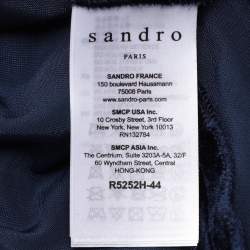 sandro
PARIS
SANDRO FRANCE
150 boulevard Haussmann
75008 Paris
www.sandro-paris.com
SMCP USA Inc.
10 Crosby Street, 3rd Floor
New York, New York 10013
RN132784
SMCP ASIA Inc.
The Centrium, Suite 3203A-5A, 32/F
60 Wyndham Street, Central
HONG-KONG
R5252H-44